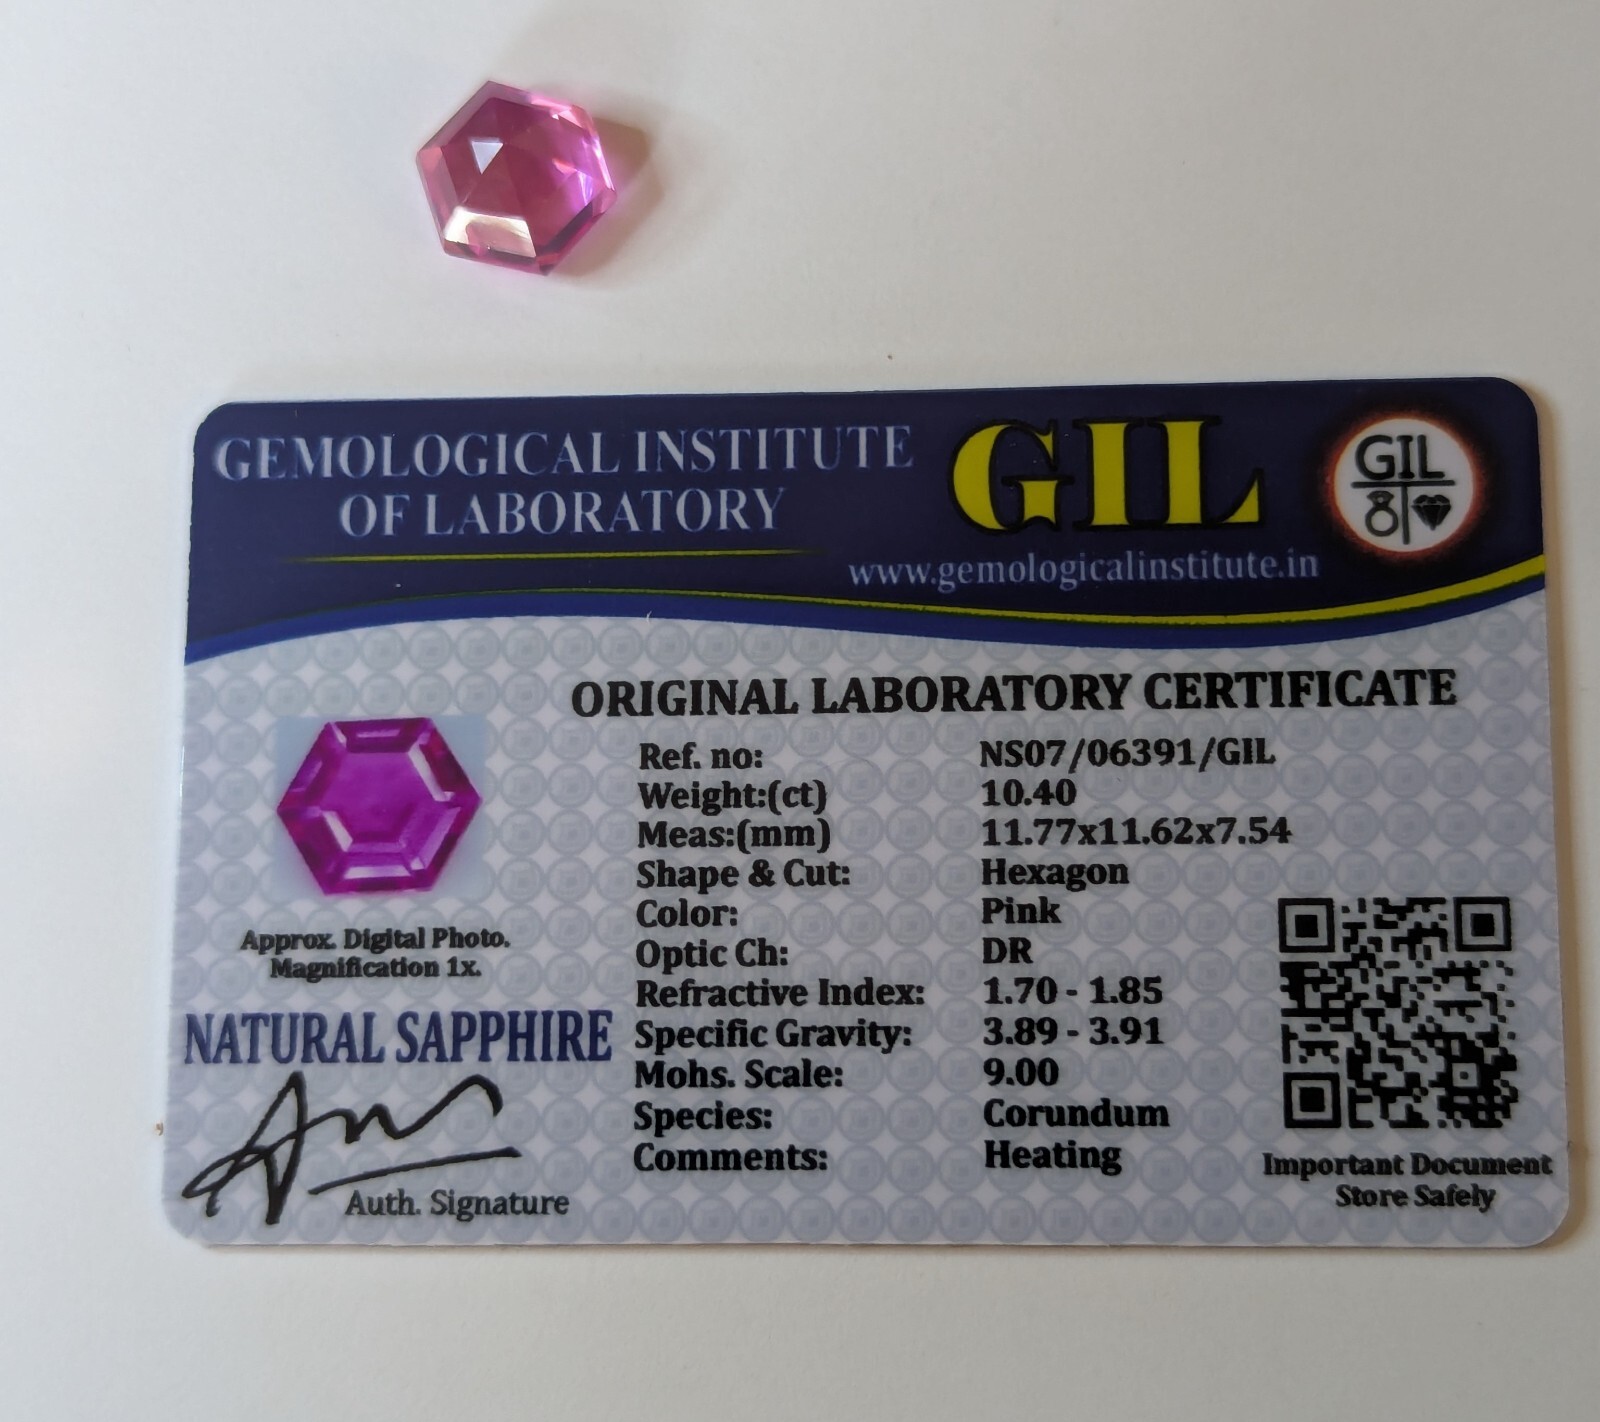 GEMOLOGICAL INSTITUTE
OF LABORATORY
GIL
www.gemologicalinstitute.in
GIL
8
ORIGINAL LABORATORY CERTIFICATE
Ref. no: NS07/06391/GIL
Weight:(ct) 10.40
Meas:(mm) 11.77x11.62x7.54
Shape & Cut: Hexagon
Color: Pink
Optic Ch: DR
Refractive Index: 1.70 - 1.85
Specific Gravity: 3.89 - 3.91
Mohs. Scale: 9.00
Species: Corundum
Comments: Heating
Approx. Digital Photo.
Magnification 1x.
NATURAL SAPPHIRE
Auth. Signature
Important Document
Store Safely